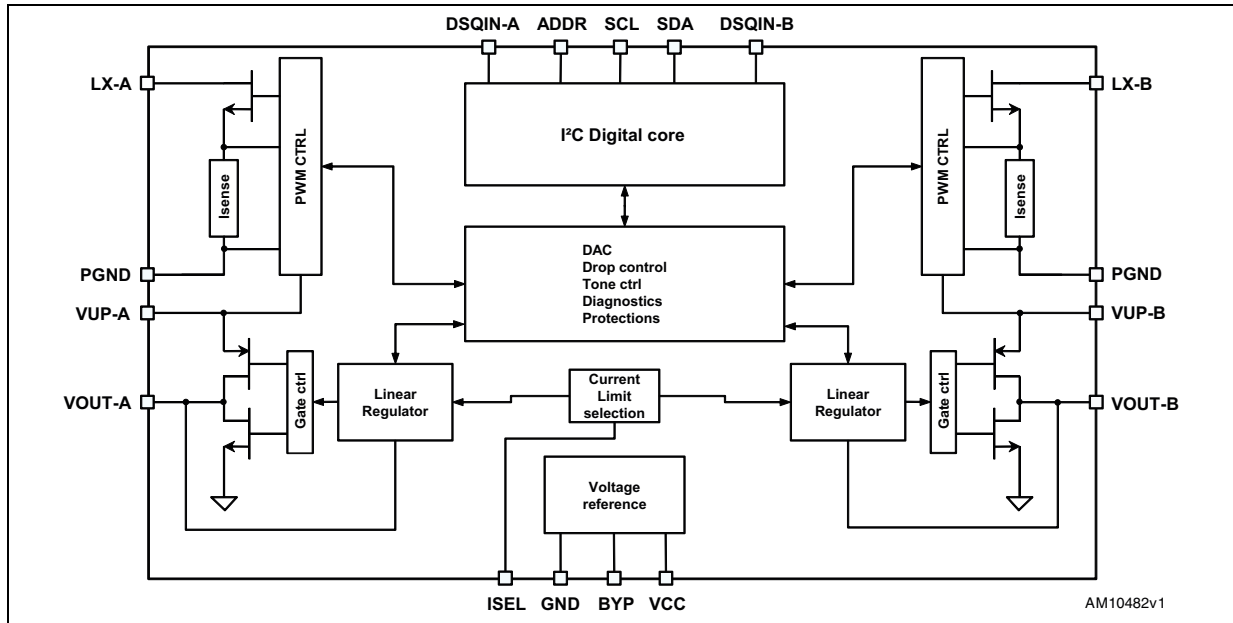 DSQIN-A ADDR SCL SDA DSQIN-B
LX-A
LX-B
PWM CTRL
I²C Digital core
PWM CTRL
Isense
Isense
DAC
Drop control
Tone ctrl
Diagnostics
Protections
PGND
PGND
VUP-A
VUP-B
Gate ctrl
Linear
Regulator
Current
Limit
selection
Linear
Regulator
Gate ctrl
VOUT-A
VOUT-B
Voltage
reference
ISEL GND BYP VCC
AM10482v1